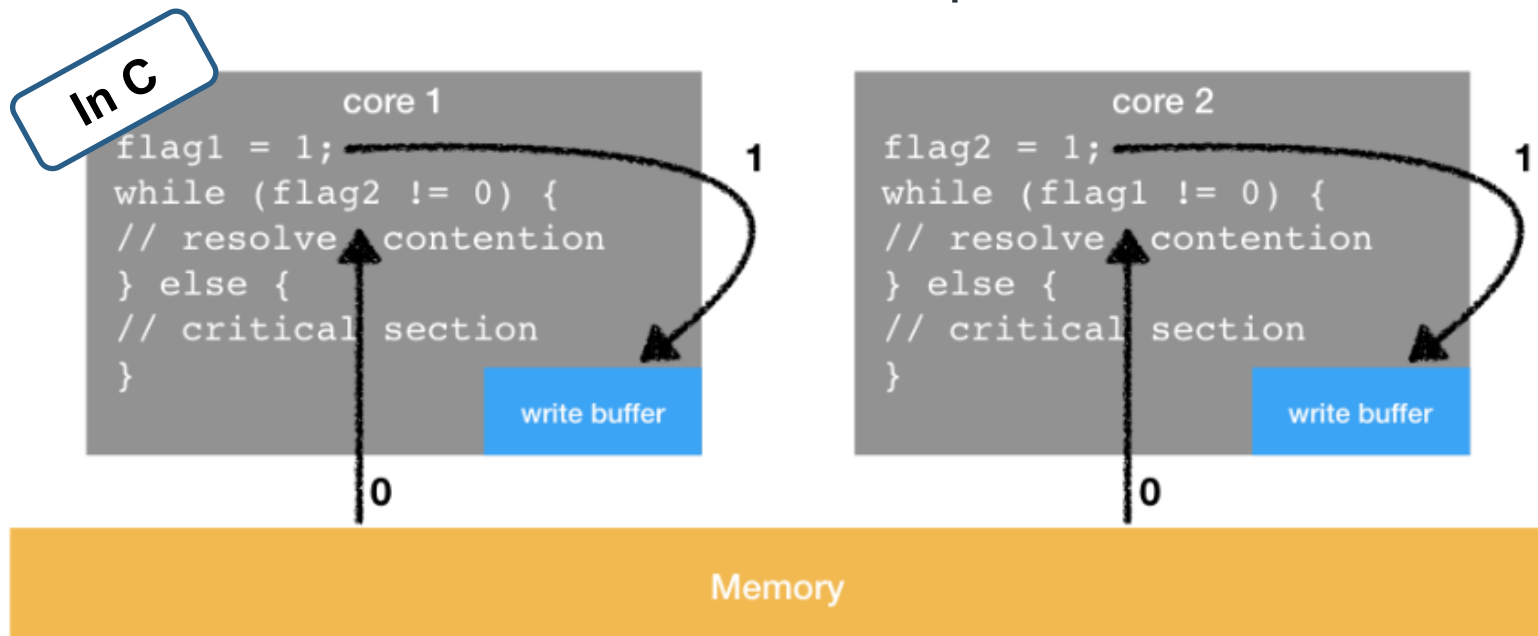 In C
core 1
flag1 = 1;
while (flag2 != 0) {
// resolve contention
} else {
// critical section
}
write buffer
1
0
core 2
flag2 = 1;
while (flag1 != 0) {
// resolve contention
} else {
// critical section
}
write buffer
1
0
Memory